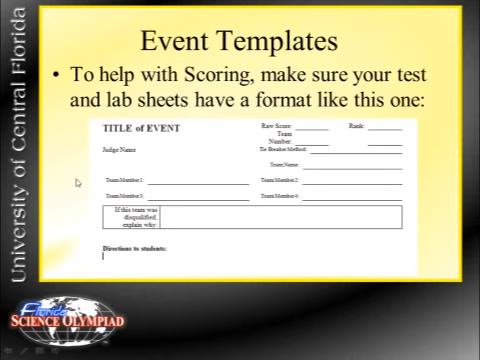 University of Central Florida
Event Templates
• To help with Scoring, make sure your test
and lab sheets have a format like this one:
TITLE of EVENT
Raw Score:
Rank:
Team
Number:
Judge Name
Tie Breaker Method:
Team Name:
Team Member 1:
Team Member 2:
Team Member 3:
Team Member 4:
If this team was
disqualified,
explain why:
Directions to students:
Florida
SCIENCE OLYMPIAD